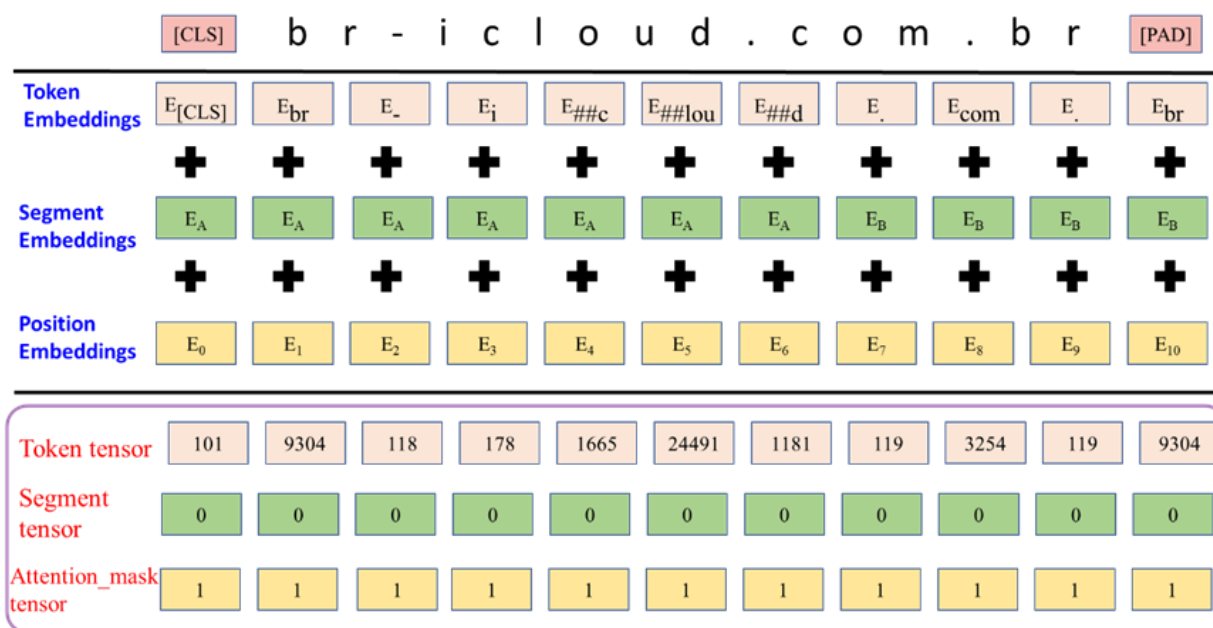 [CLS] b r - i c l o u d . c o m . b r [PAD]
Token Embeddings E[CLS] Ebr E- Ei E##c E##lou E##d E. Ecom E. Ebr
Segment Embeddings EA EA EA EA EA EA EA EB EB EB EB
Position Embeddings E0 E1 E2 E3 E4 E5 E6 E7 E8 E9 E10
Token tensor 101 9304 118 178 1665 24491 1181 119 3254 119 9304
Segment tensor 0 0 0 0 0 0 0 0 0 0 0
Attention_mask tensor 1 1 1 1 1 1 1 1 1 1 1